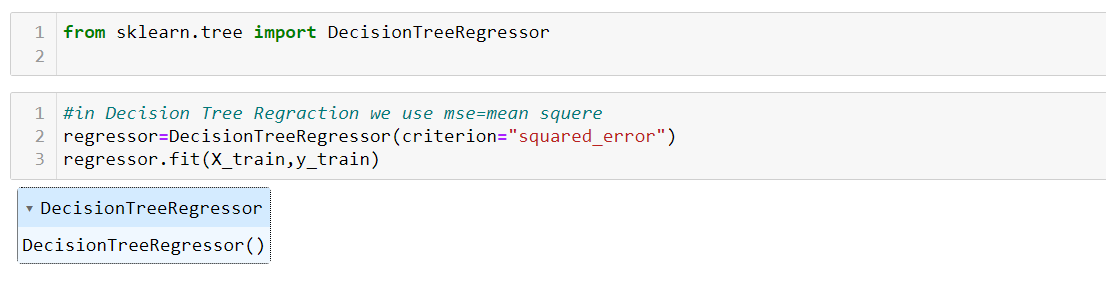 1 from sklearn.tree import DecisionTreeRegressor
2
1 #in Decision Tree Regraction we use mse=mean squere
2 regressor=DecisionTreeRegressor(criterion="squared_error")
3 regressor.fit(X_train,y_train)
▾ DecisionTreeRegressor
DecisionTreeRegressor()